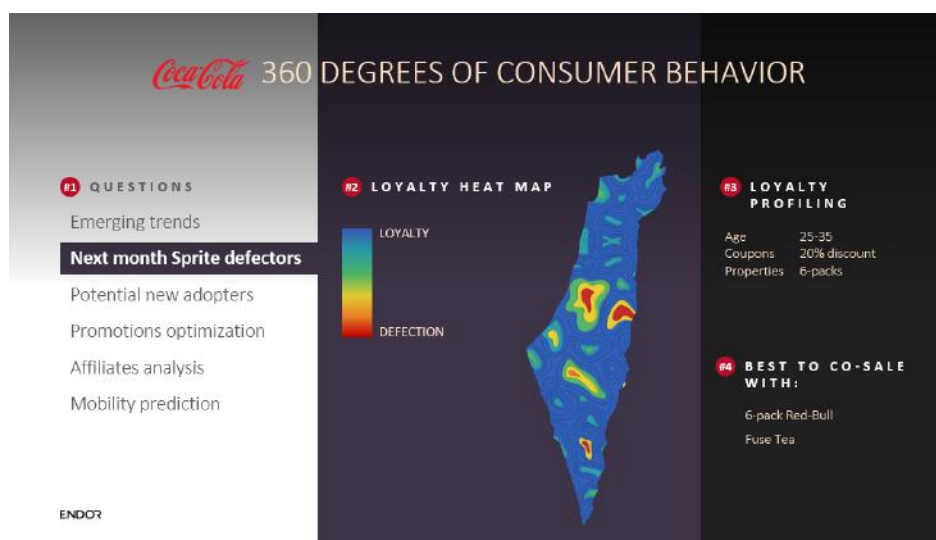 Coca-Cola 360 DEGREES OF CONSUMER BEHAVIOR
#1 QUESTIONS
Emerging trends
Next month Sprite defectors
Potential new adopters
Promotions optimization
Affiliates analysis
Mobility prediction
#2 LOYALTY HEAT MAP
LOYALTY
DEFECTION
#3 LOYALTY
PROFILING
Age 25-35
Coupons 20% discount
Properties 6-packs
#4 BEST TO CO-SALE
WITH:
6-pack Red-Bull
Fuse Tea
ENDOR